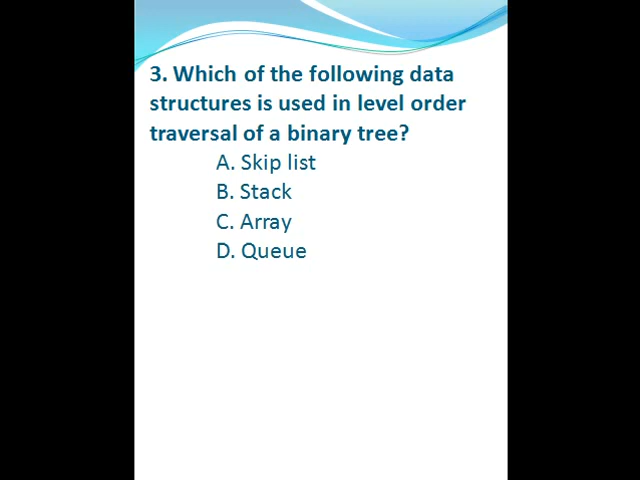 3. Which of the following data
structures is used in level order
traversal of a binary tree?
A. Skip list
B. Stack
C. Array
D. Queue